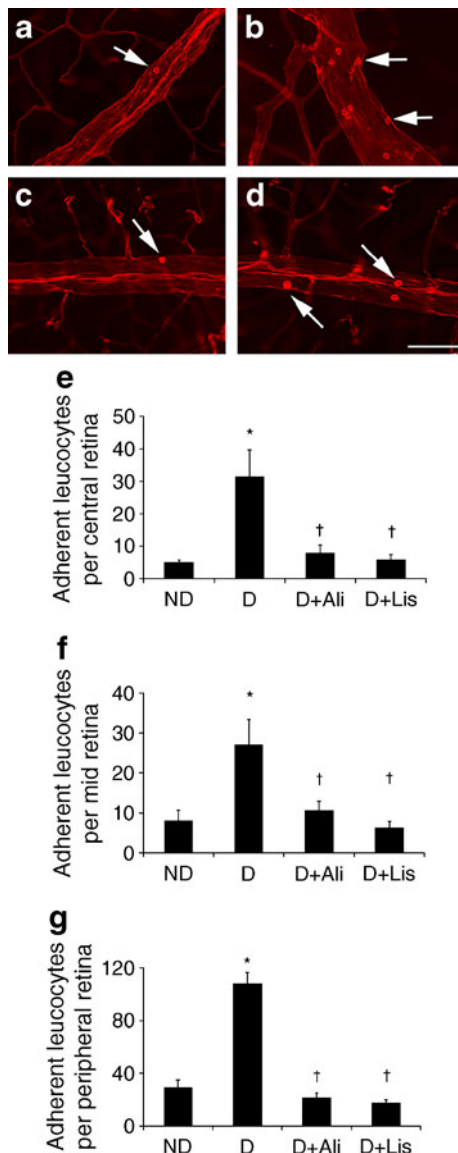 a
b
c
d
e
Adherent leucocytes
per central retina
50
40
30
20
10
0
*
†
†
ND D D+Ali D+Lis
f
Adherent leucocytes
per mid retina
40
30
20
10
0
*
†
†
ND D D+Ali D+Lis
g
Adherent leucocytes
per peripheral retina
120
80
40
0
*
†
†
ND D D+Ali D+Lis